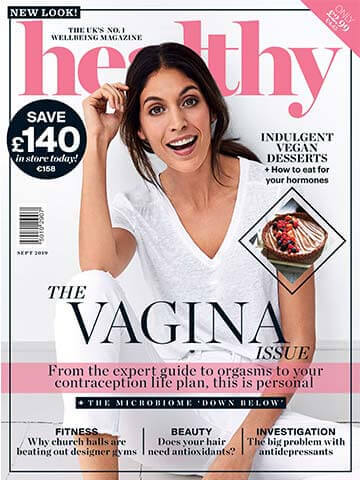 NEW LOOK!
ONLY
£2.99
THE UK'S NO. 1
WELLBEING MAGAZINE
healthy
SAVE
£140
in store today!
€158
INDULGENT
VEGAN
DESSERTS
+ How to eat for
your hormones
SEPT 2019
THE
VAGINA
ISSUE
From the expert guide to orgasms to your
contraception life plan, this is personal
THE MICROBIOME 'DOWN BELOW'
FITNESS
Why church halls are
beating out designer gyms
BEAUTY
Does your hair
need antioxidants?
INVESTIGATION
The big problem with
antidepressants